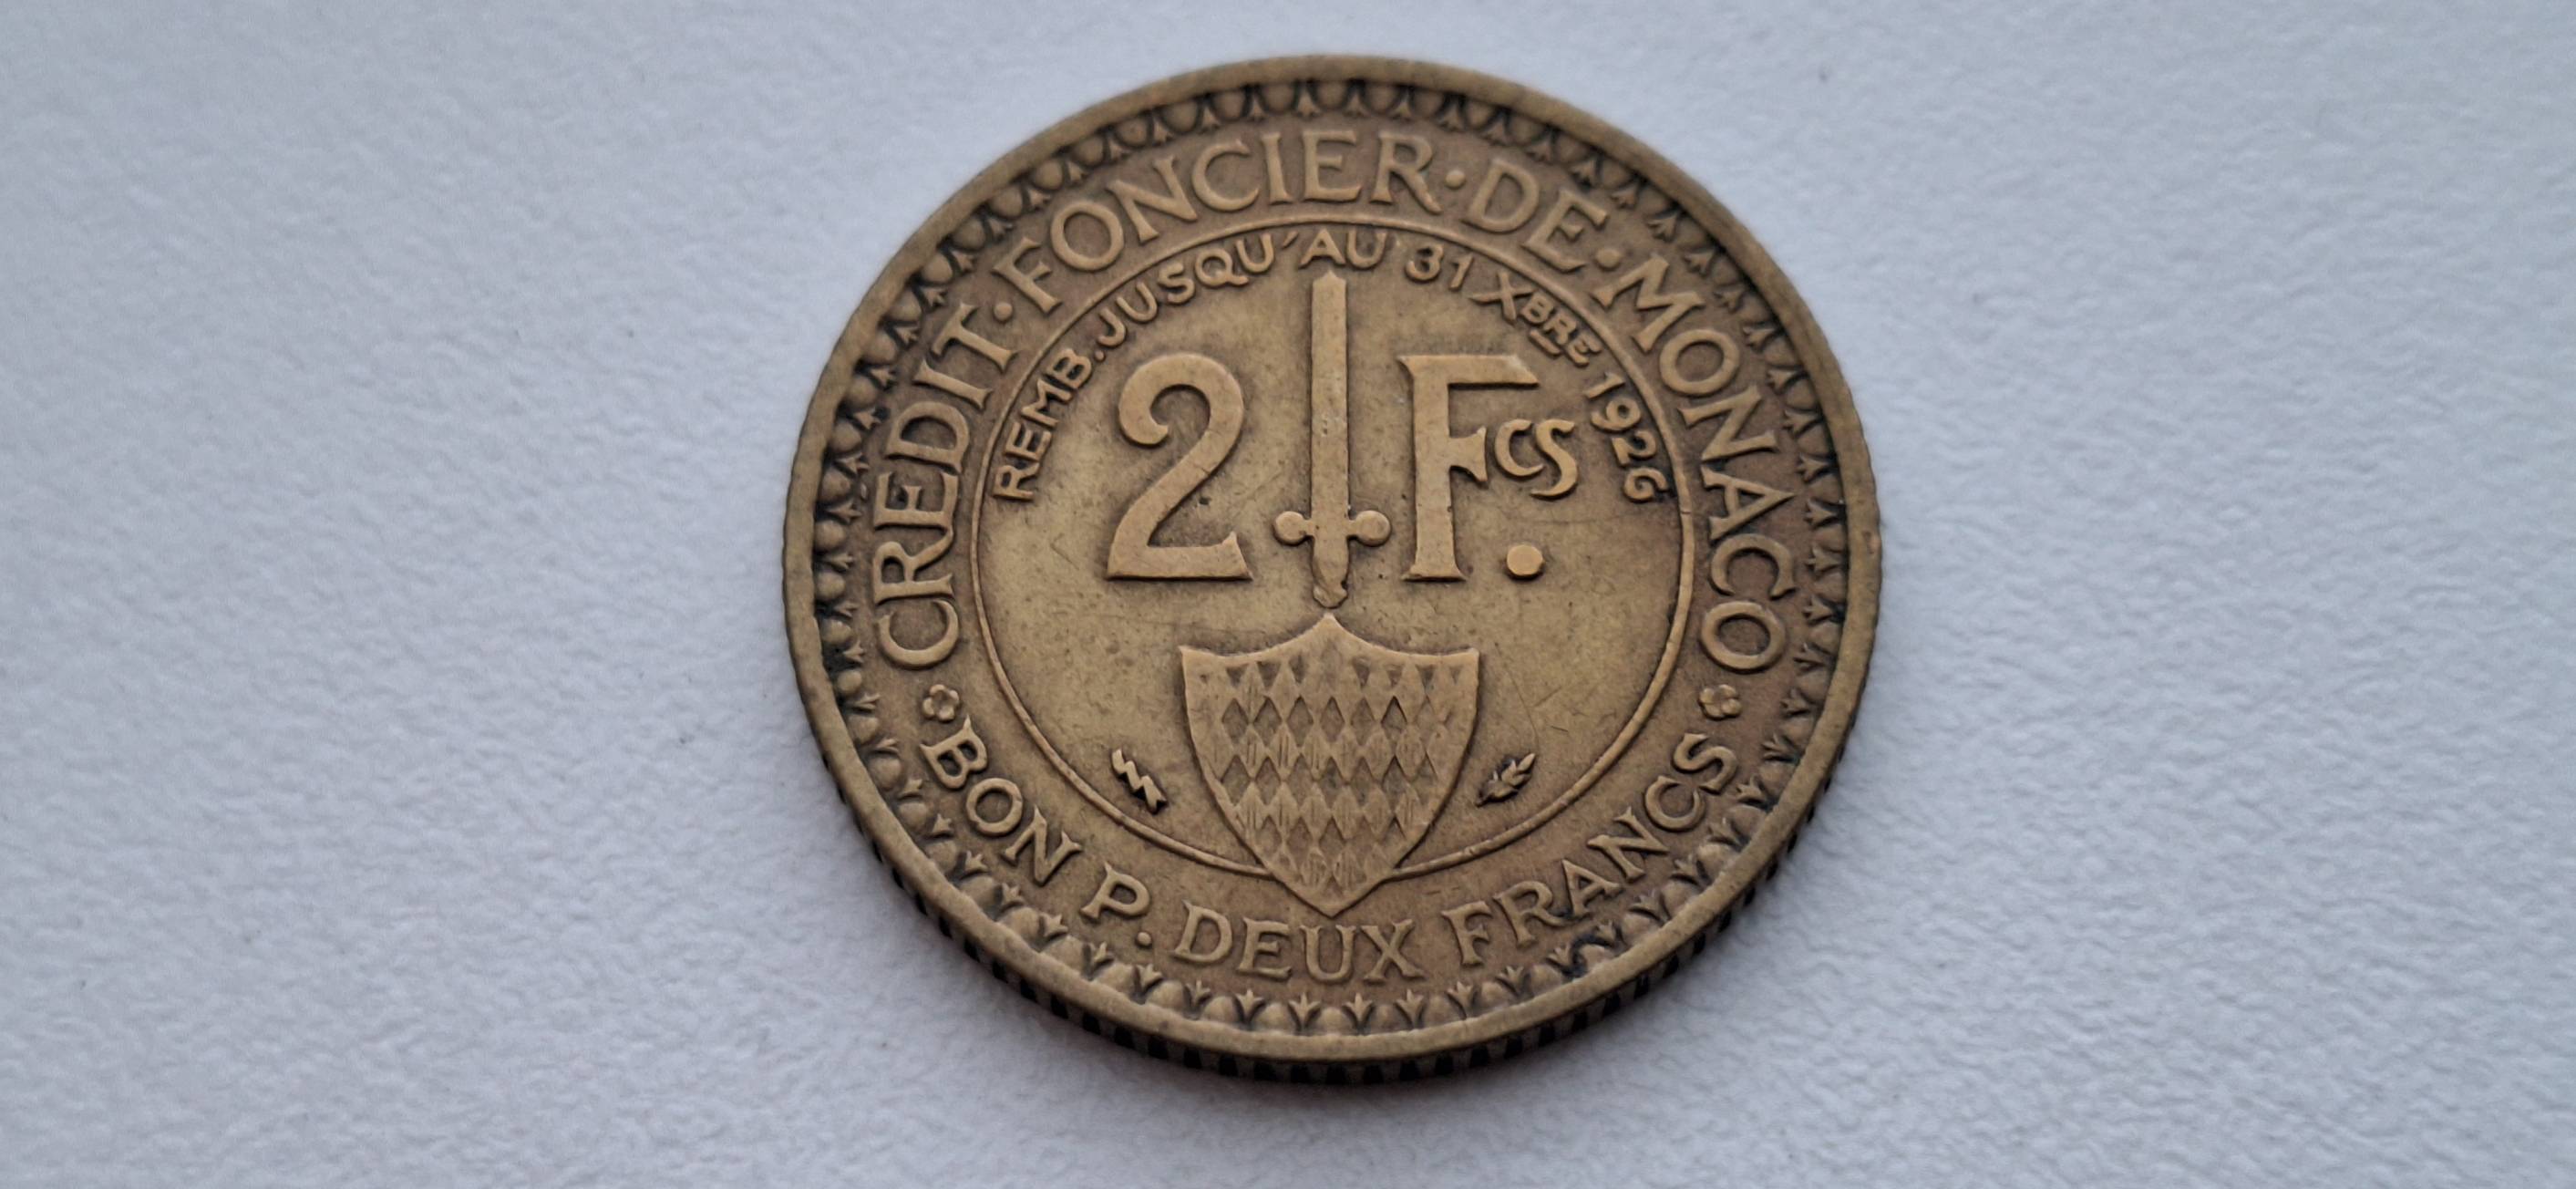 CREDIT·FONCIER·DE·MONACO
REMB. JUSQU'AU 31 XBRE 1926
2 FCS.
BON P. DEUX FRANCS